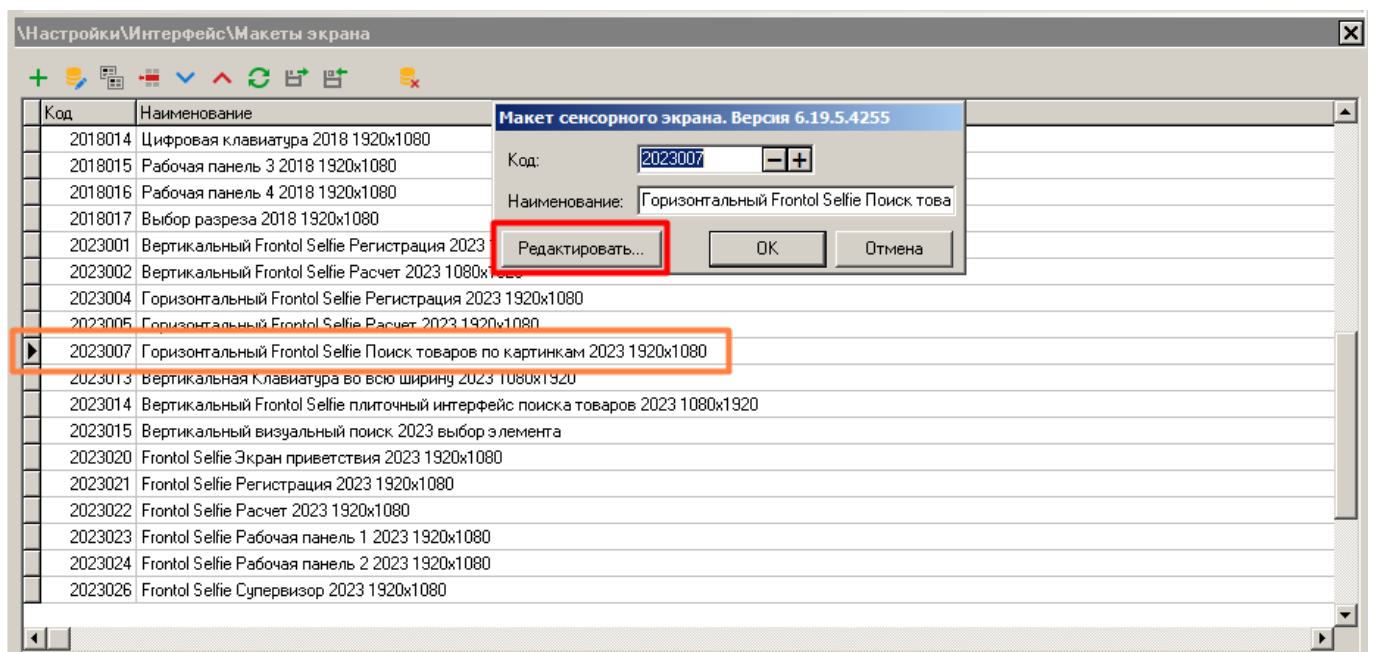 \Настройки\Интерфейс\Макеты экрана
Код Наименование
2018014 Цифровая клавиатура 2018 1920x1080
2018015 Рабочая панель 3 2018 1920x1080
2018016 Рабочая панель 4 2018 1920x1080
2018017 Выбор разреза 2018 1920x1080
2023001 Вертикальный Frontol Selfie Регистрация 2023
2023002 Вертикальный Frontol Selfie Расчет 2023 1080x1920
2023004 Горизонтальный Frontol Selfie Регистрация 2023 1920x1080
2023005 Горизонтальный Frontol Selfie Расчет 2023 1920x1080
2023007 Горизонтальный Frontol Selfie Поиск товаров по картинкам 2023 1920x1080
2023013 Вертикальная Клавиатура во всю ширину 2023 1080x1920
2023014 Вертикальный Frontol Selfie плиточный интерфейс поиска товаров 2023 1080x1920
2023015 Вертикальный визуальный поиск 2023 выбор элемента
2023020 Frontol Selfie Экран приветствия 2023 1920x1080
2023021 Frontol Selfie Регистрация 2023 1920x1080
2023022 Frontol Selfie Расчет 2023 1920x1080
2023023 Frontol Selfie Рабочая панель 1 2023 1920x1080
2023024 Frontol Selfie Рабочая панель 2 2023 1920x1080
2023026 Frontol Selfie Супервизор 2023 1920x1080
Макет сенсорного экрана. Версия 6.19.5.4255
Код: 2023007
Наименование: Горизонтальный Frontol Selfie Поиск това
Редактировать... OK Отмена